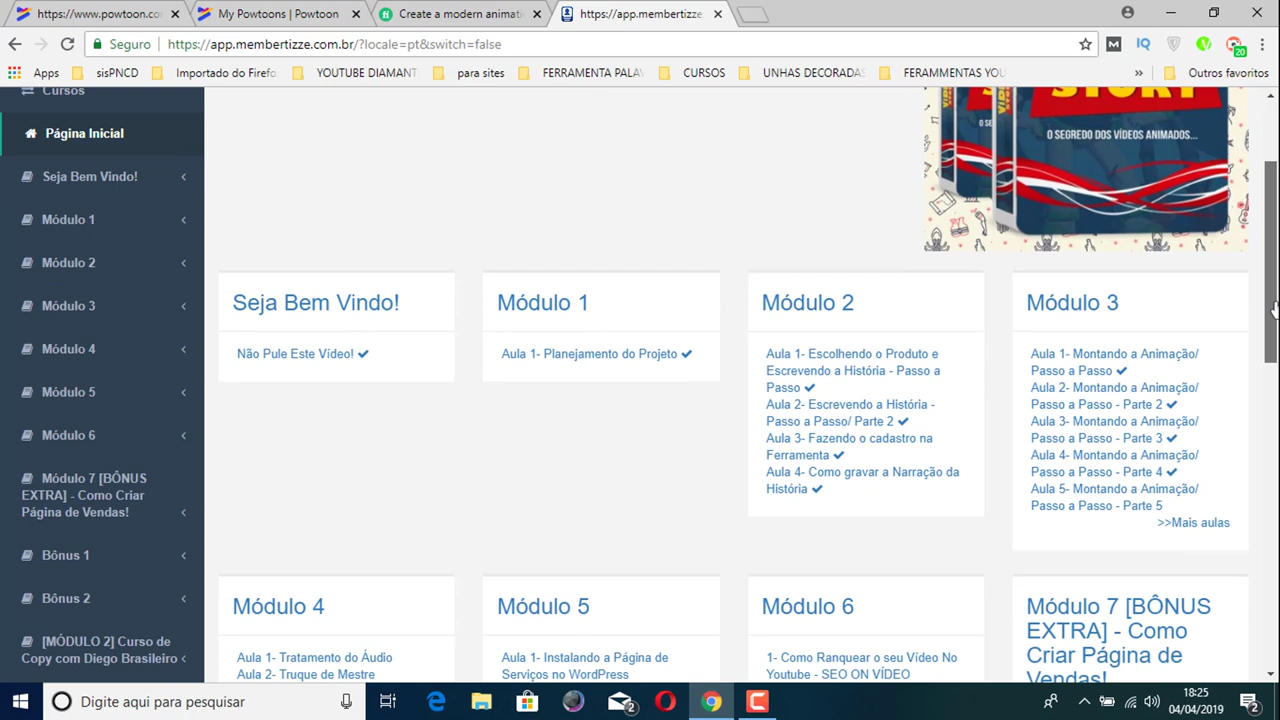 https://www.powtoon.co
My Powtoons | Powtoon
Create a modern animati
https://app.membertizze.
Seguro
https://app.membertizze.com.br/?locale=pt&switch=false
M
IQ
20
Apps
sisPNCD
Importado do Firefo
YOUTUBE DIAMANT
para sites
FERRAMENTA PALA
CURSOS
UNHAS DECORADAS
FERAMMENTAS YOU
»
Outros favoritos
Cursos
Página Inicial
Seja Bem Vindo!
Módulo 1
Módulo 2
Módulo 3
Módulo 4
Módulo 5
Módulo 6
Módulo 7 [BÔNUS
EXTRA] - Como Criar
Página de Vendas!
Bônus 1
Bônus 2
[MÓDULO 2] Curso de
Copy com Diego Brasileiro
STORY
O SEGREDO DOS VÍDEOS ANIMADOS...
Seja Bem Vindo!
Não Pule Este Vídeo!
Módulo 1
Aula 1- Planejamento do Projeto
Módulo 2
Aula 1- Escolhendo o Produto e
Escrevendo a História - Passo a
Passo
Aula 2- Escrevendo a História -
Passo a Passo/ Parte 2
Aula 3- Fazendo o cadastro na
Ferramenta
Aula 4- Como gravar a Narração da
História
Módulo 3
Aula 1- Montando a Animação/
Passo a Passo
Aula 2- Montando a Animação/
Passo a Passo - Parte 2
Aula 3- Montando a Animação/
Passo a Passo - Parte 3
Aula 4- Montando a Animação/
Passo a Passo - Parte 4
Aula 5- Montando a Animação/
Passo a Passo - Parte 5
>>Mais aulas
Módulo 4
Aula 1- Tratamento do Áudio
Aula 2- Truque de Mestre
Módulo 5
Aula 1- Instalando a Página de
Serviços no WordPress
Módulo 6
1- Como Ranquear o seu Vídeo No
Youtube - SEO ON VÍDEO
Módulo 7 [BÔNUS
EXTRA] - Como
Criar Página de
Vendas!
Digite aqui para pesquisar
2
18:25
04/04/2019
2